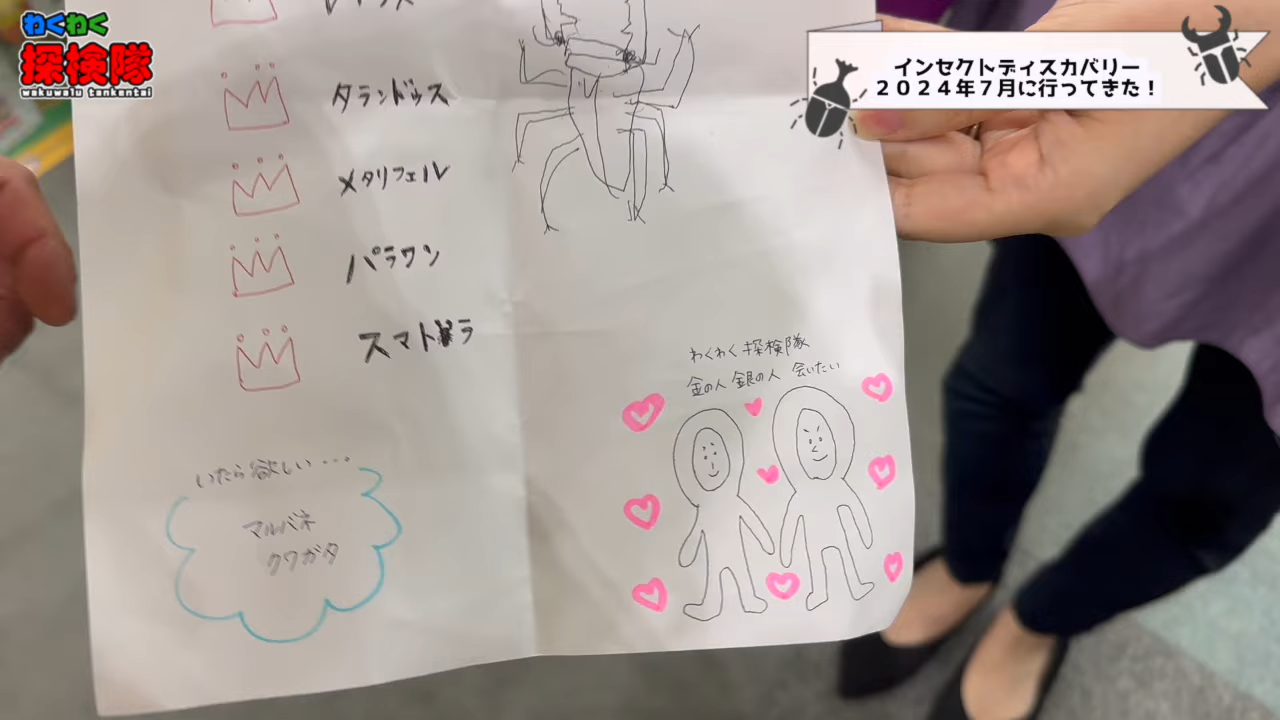 わくわく
探検隊
wakuwaku tankentai
インセクトディスカバリー
2024年7月に行ってきた！
タランドゥス
メタリフェル
パラワン
スマトラ
わくわく探検隊
金の人 銀の人 会いたい
いたら欲しい・・・
マルバネ
クワガタ